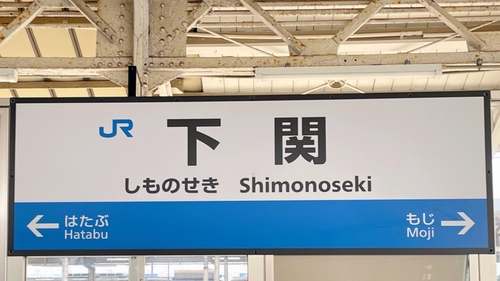 JR 下関
しものせき Shimonoseki
← はたぶ もじ →
Hatabu Moji